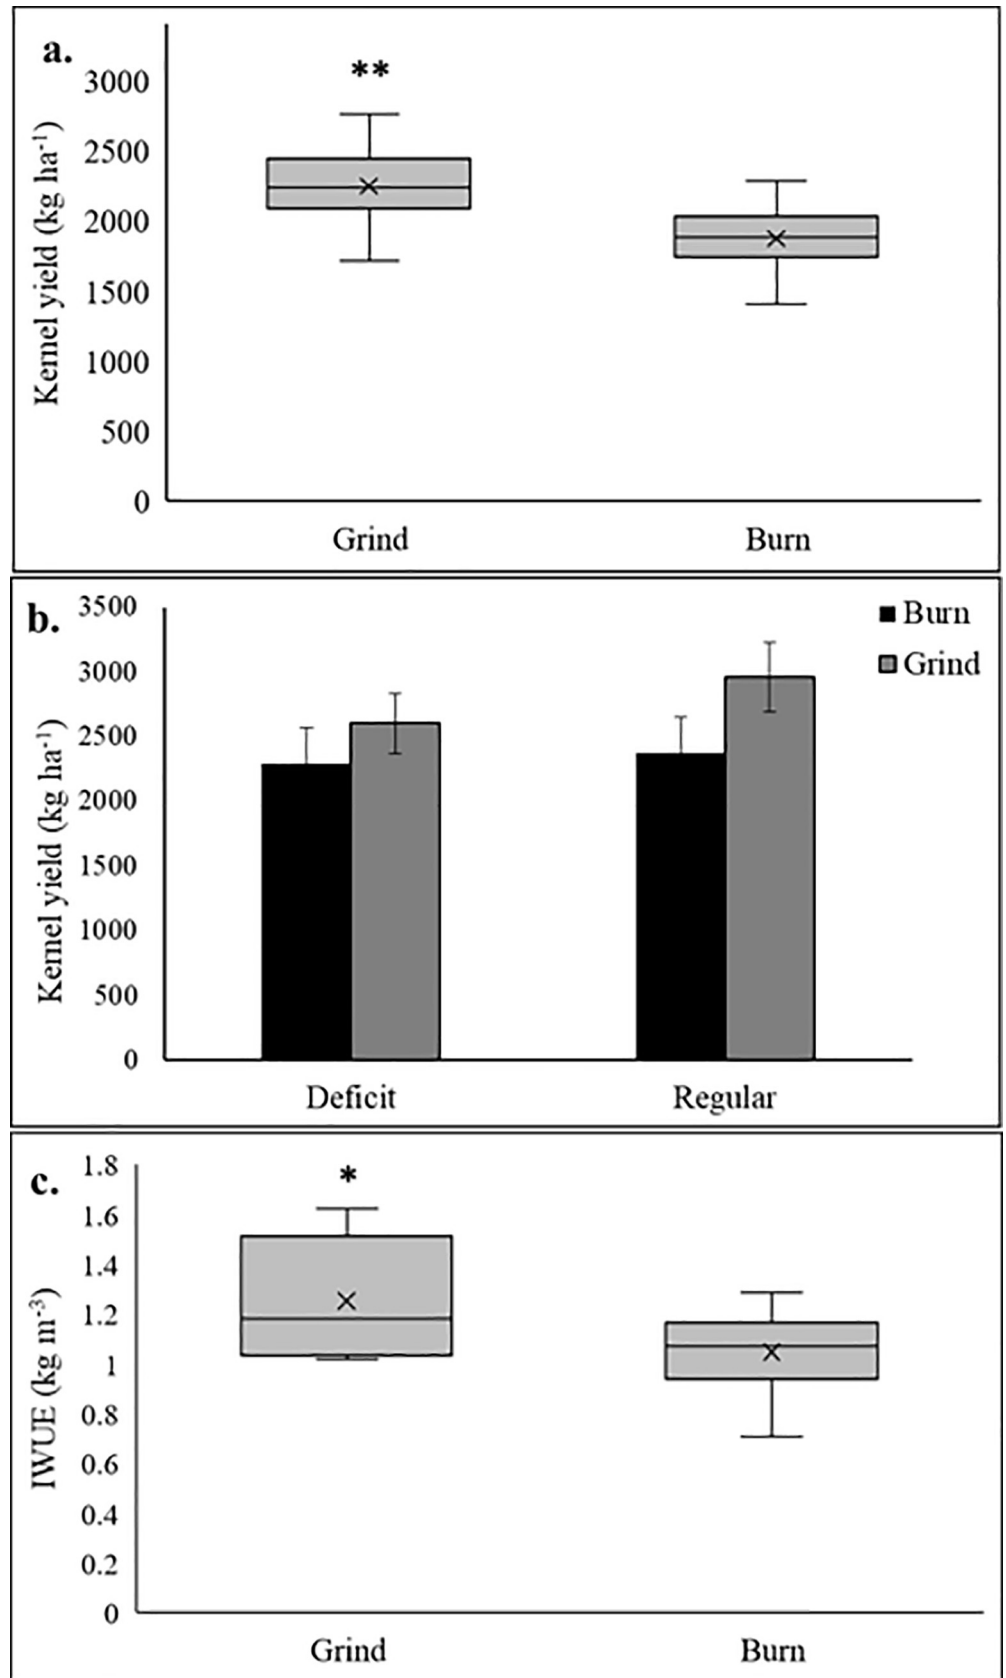 a.
**
Kernel yield (kg ha-1)
3000
2500
2000
1500
1000
500
0
Grind Burn
b.
Burn
Grind
Kernel yield (kg ha-1)
3500
3000
2500
2000
1500
1000
500
0
Deficit Regular
c.
*
IWUE (kg m-3)
1.8
1.6
1.4
1.2
1
0.8
0.6
0.4
0.2
0
Grind Burn